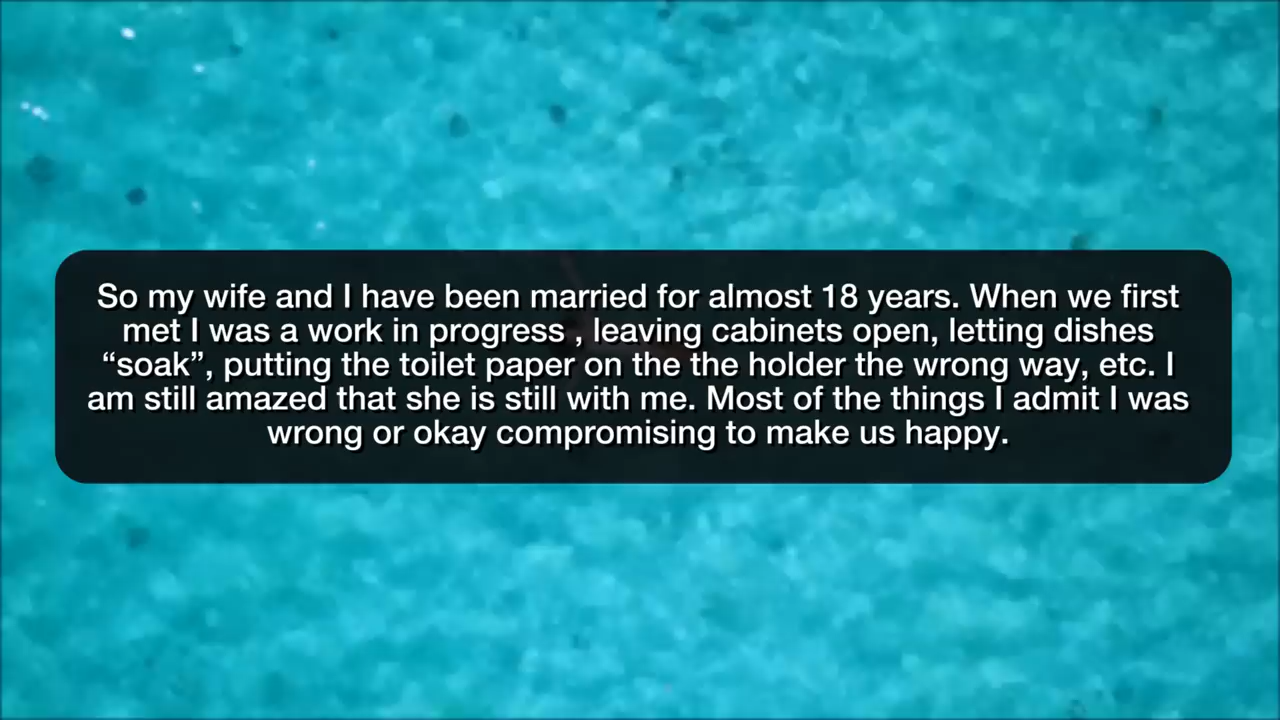 So my wife and I have been married for almost 18 years. When we first
met I was a work in progress , leaving cabinets open, letting dishes
“soak”, putting the toilet paper on the the holder the wrong way, etc. I
am still amazed that she is still with me. Most of the things I admit I was
wrong or okay compromising to make us happy.